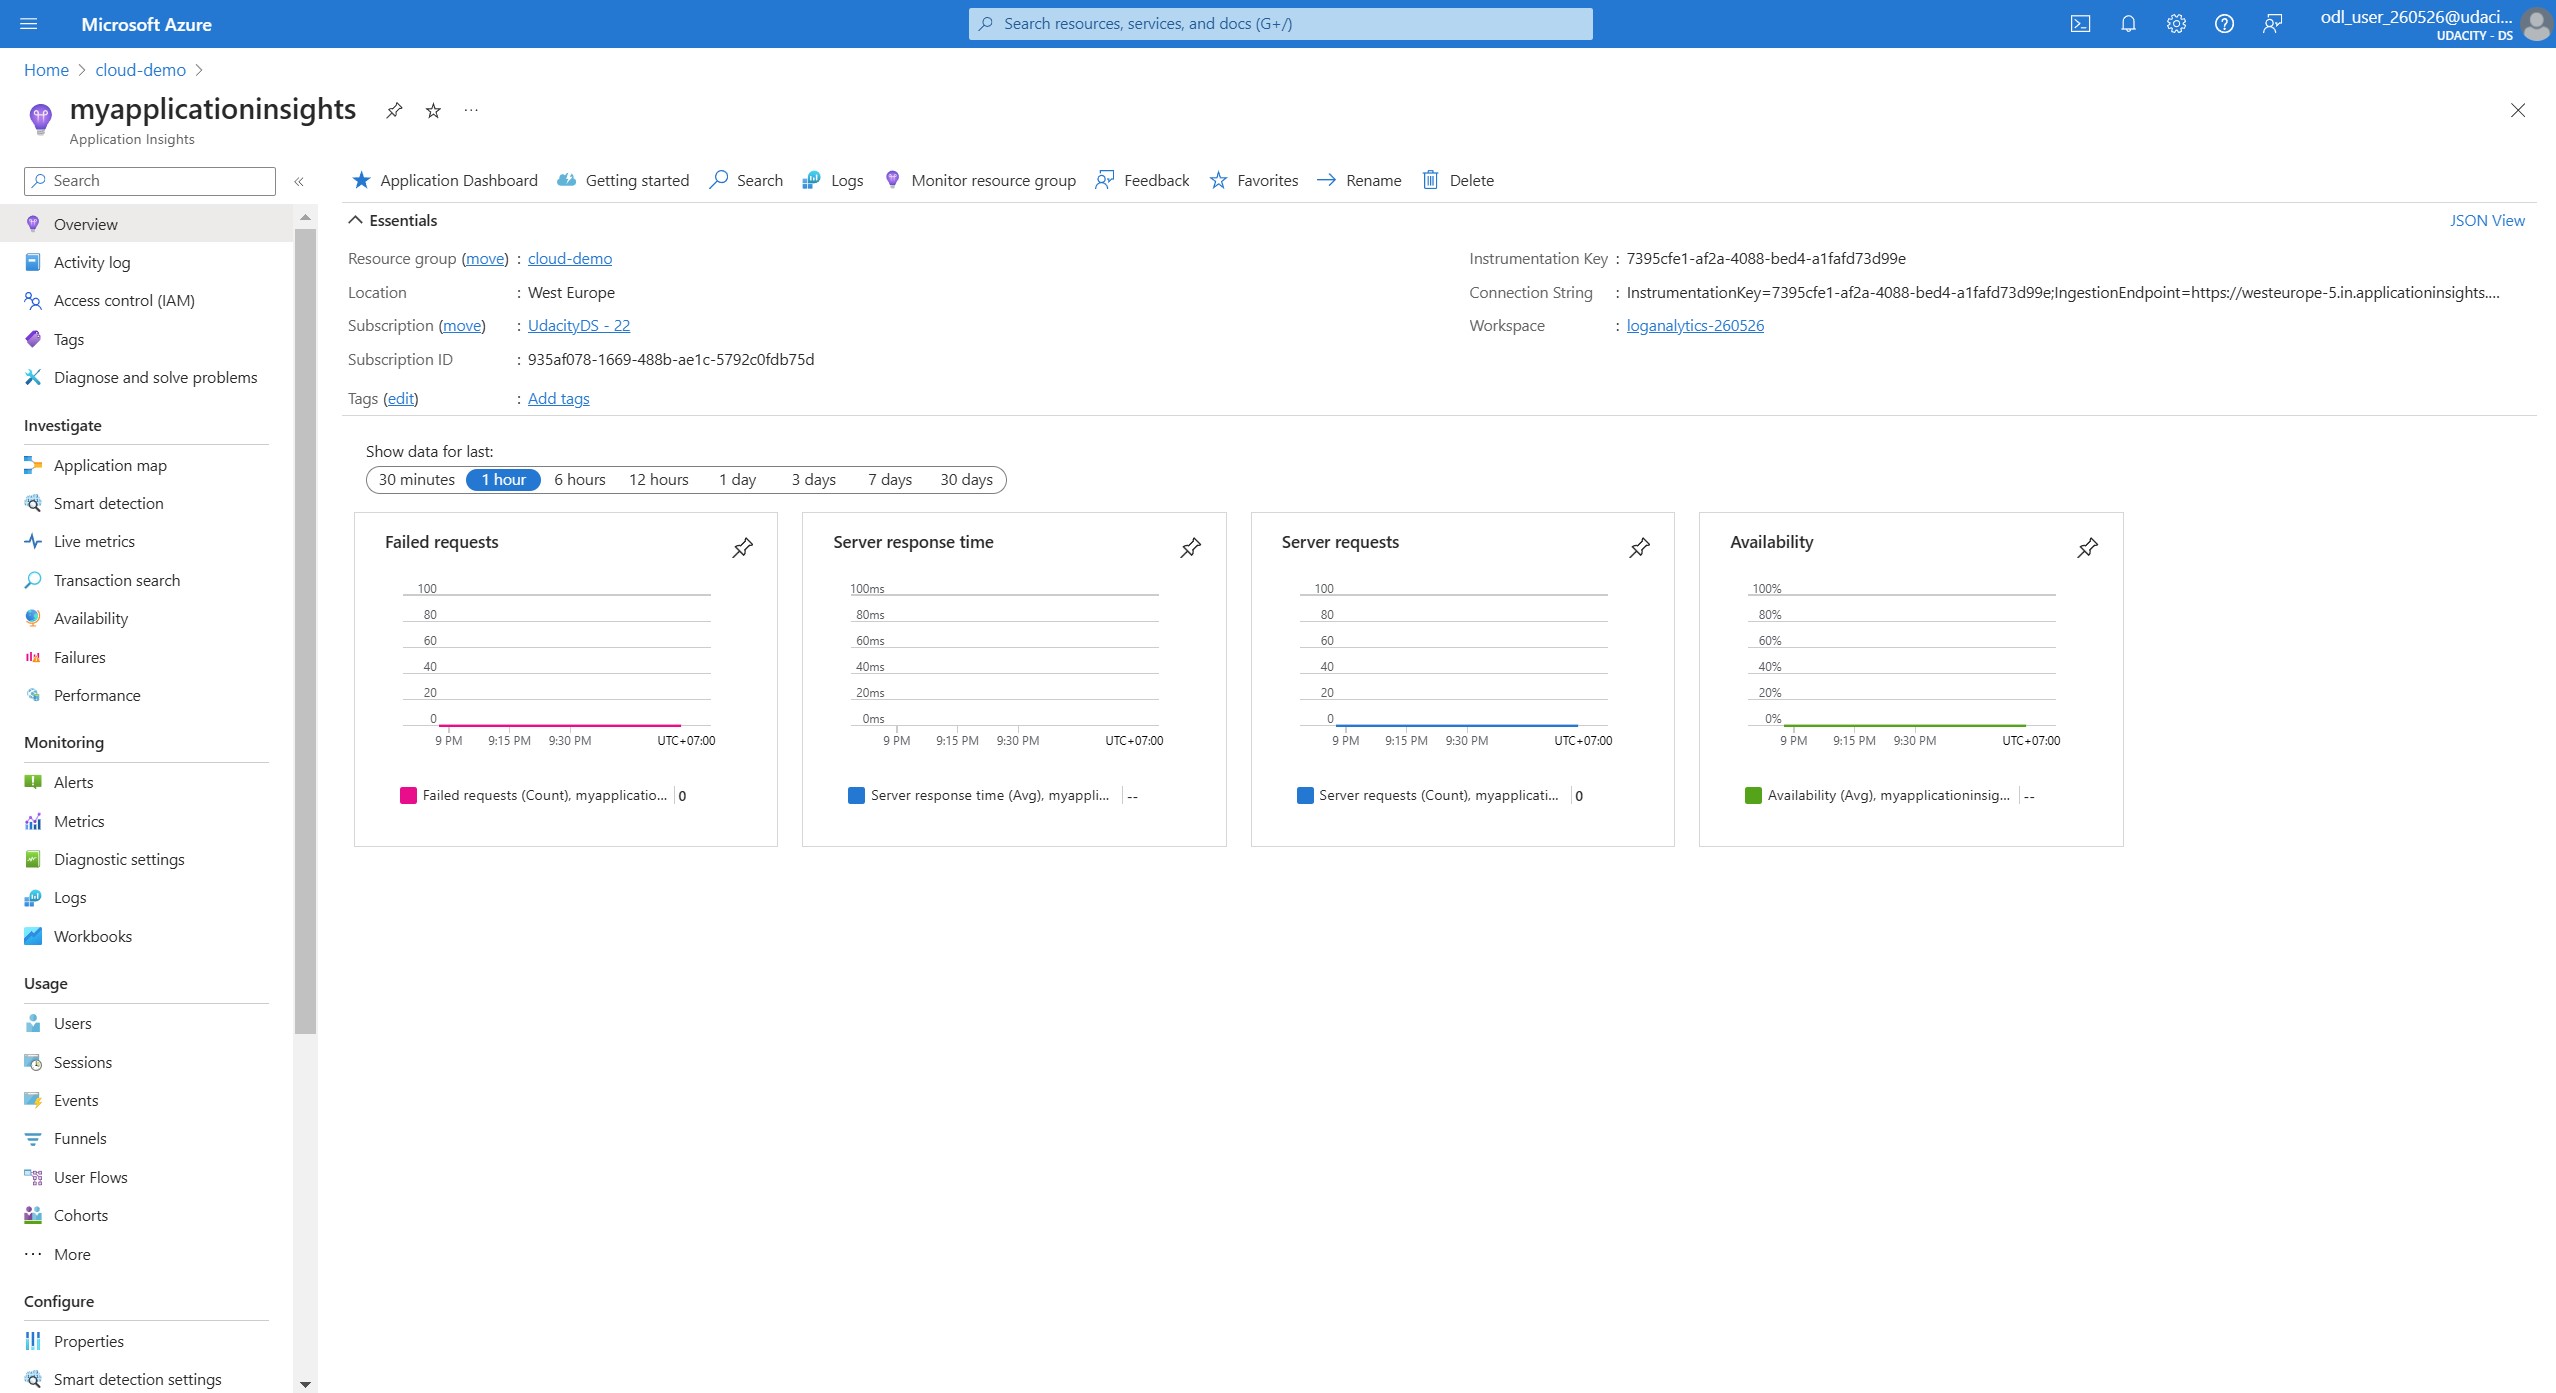 Microsoft Azure
Search resources, services, and docs (G+/)
odl_user_260526@udaci...
UDACITY - DS
Home > cloud-demo >
myapplicationinsights
Application Insights
Search
Application Dashboard Getting started Search Logs Monitor resource group Feedback Favorites Rename Delete
Overview
Activity log
Access control (IAM)
Tags
Diagnose and solve problems
Investigate
Application map
Smart detection
Live metrics
Transaction search
Availability
Failures
Performance
Monitoring
Alerts
Metrics
Diagnostic settings
Logs
Workbooks
Usage
Users
Sessions
Events
Funnels
User Flows
Cohorts
More
Configure
Properties
Smart detection settings
Essentials
JSON View
Resource group (move) : cloud-demo
Location : West Europe
Subscription (move) : UdacityDS - 22
Subscription ID : 935af078-1669-488b-ae1c-5792c0fdb75d
Tags (edit) : Add tags
Instrumentation Key : 7395cfe1-af2a-4088-bed4-a1fafd73d99e
Connection String : InstrumentationKey=7395cfe1-af2a-4088-bed4-a1fafd73d99e;IngestionEndpoint=https://westeurope-5.in.applicationinsights....
Workspace : loganalytics-260526
Show data for last:
30 minutes 1 hour 6 hours 12 hours 1 day 3 days 7 days 30 days
Failed requests
100
80
60
40
20
0
9 PM 9:15 PM 9:30 PM UTC+07:00
Failed requests (Count), myapplicatio... 0
Server response time
100ms
80ms
60ms
40ms
20ms
0ms
9 PM 9:15 PM 9:30 PM UTC+07:00
Server response time (Avg), myappli... --
Server requests
100
80
60
40
20
0
9 PM 9:15 PM 9:30 PM UTC+07:00
Server requests (Count), myapplicati... 0
Availability
100%
80%
60%
40%
20%
0%
9 PM 9:15 PM 9:30 PM UTC+07:00
Availability (Avg), myapplicationinsig... --